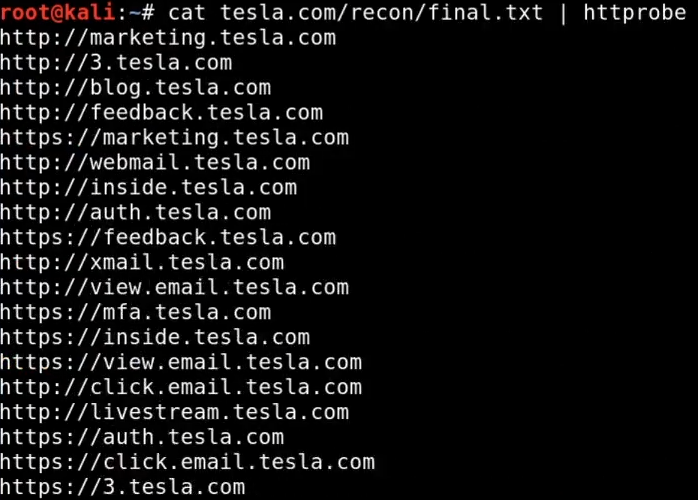 root@kali:~# cat tesla.com/recon/final.txt | httprobe
http://marketing.tesla.com
http://3.tesla.com
http://blog.tesla.com
http://feedback.tesla.com
https://marketing.tesla.com
http://webmail.tesla.com
http://inside.tesla.com
http://auth.tesla.com
https://feedback.tesla.com
http://xmail.tesla.com
http://view.email.tesla.com
https://mfa.tesla.com
https://inside.tesla.com
https://view.email.tesla.com
http://click.email.tesla.com
http://livestream.tesla.com
https://auth.tesla.com
https://click.email.tesla.com
https://3.tesla.com